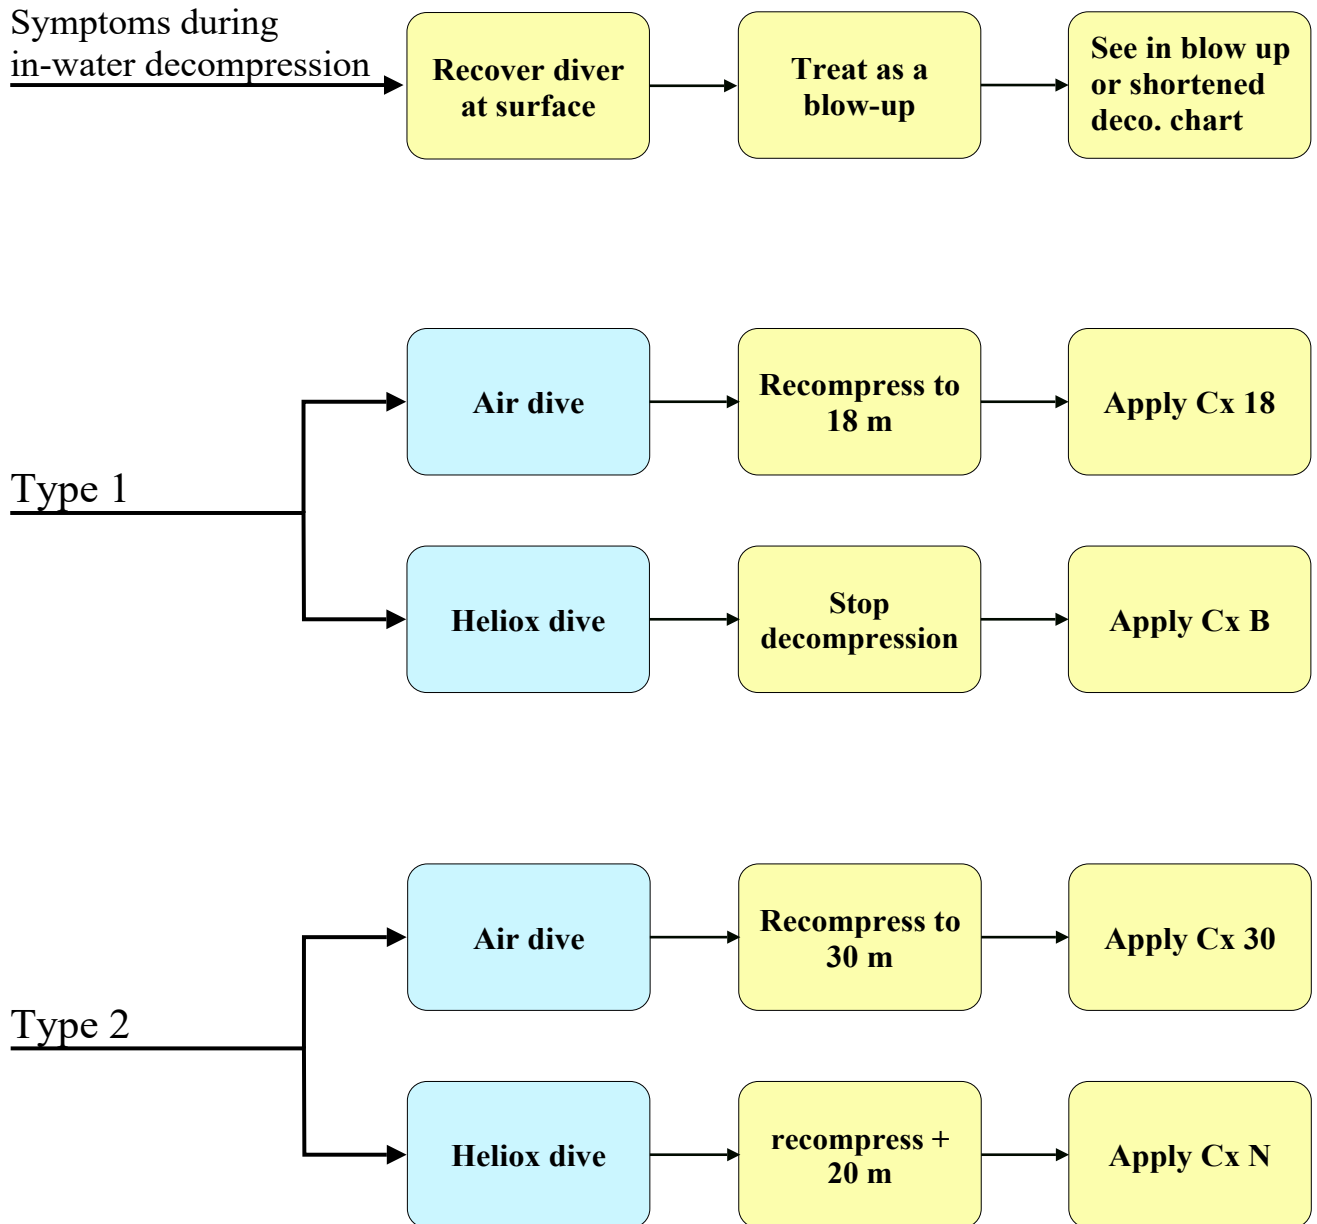 Symptoms during
in-water decompression
Recover diver
at surface
Treat as a
blow-up
See in blow up
or shortened
deco. chart
Type 1
Air dive
Recompress to
18 m
Apply Cx 18
Heliox dive
Stop
decompression
Apply Cx B
Type 2
Air dive
Recompress to
30 m
Apply Cx 30
Heliox dive
recompress +
20 m
Apply Cx N